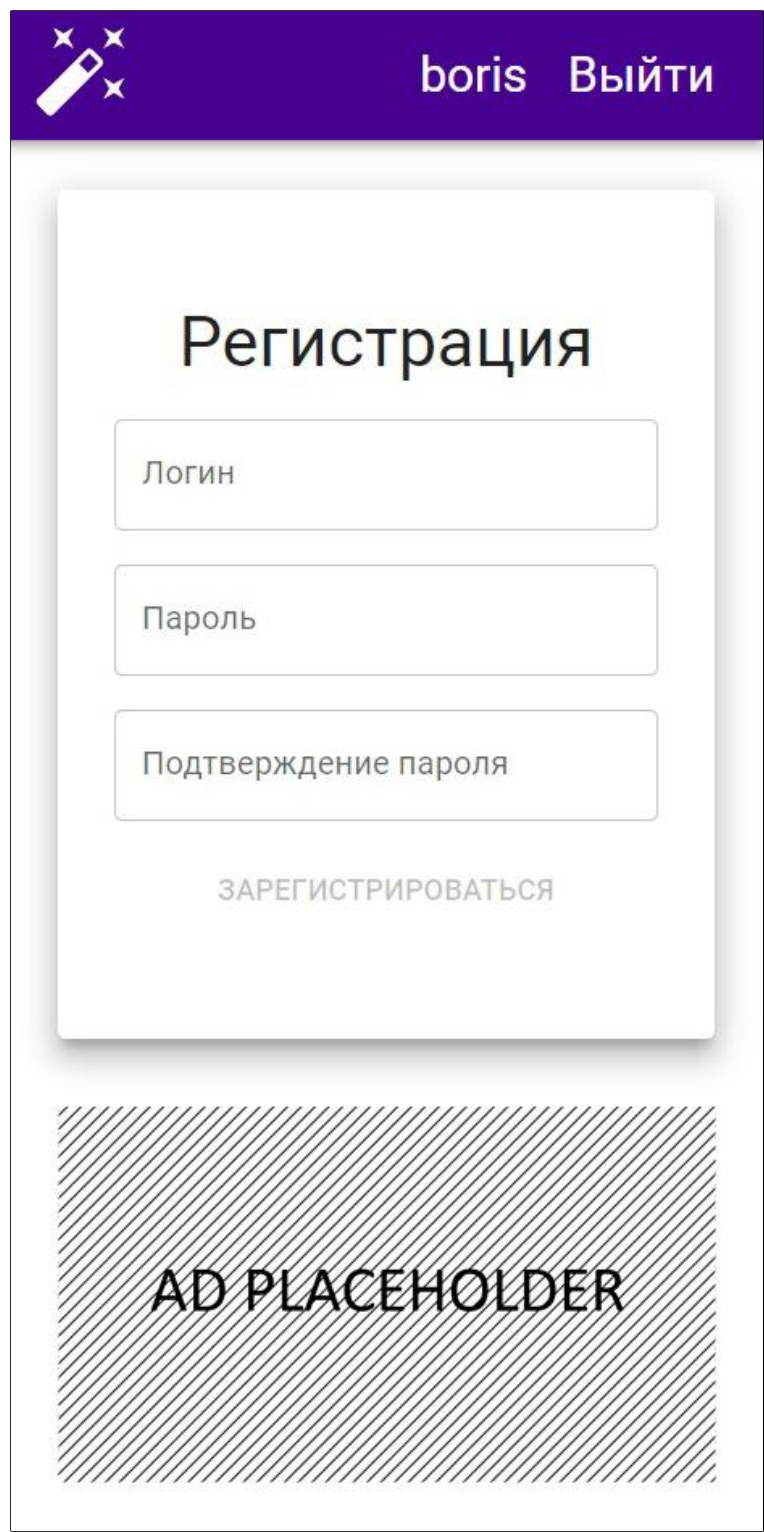 boris Выйти
Регистрация
Логин
Пароль
Подтверждение пароля
ЗАРЕГИСТРИРОВАТЬСЯ
AD PLACEHOLDER